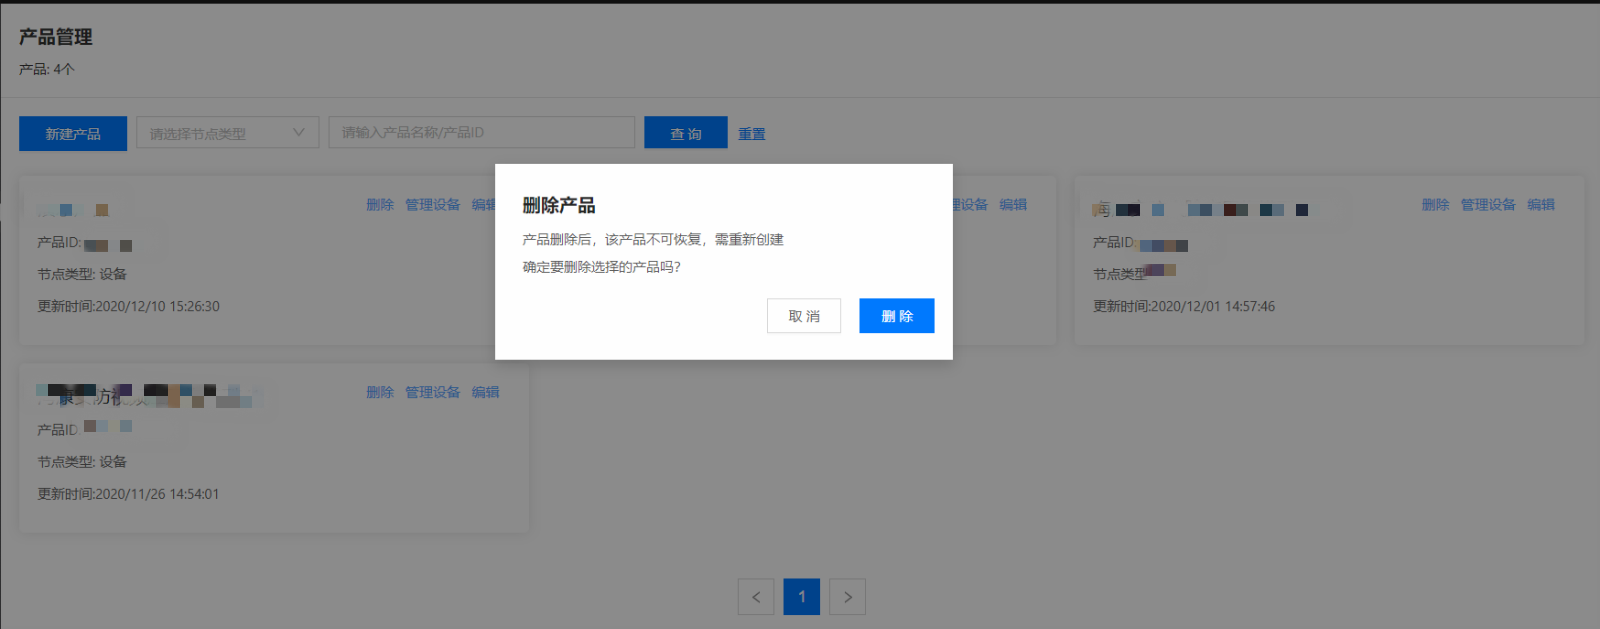 产品管理
产品: 4个
新建产品 请选择节点类型 请输入产品名称/产品ID 查 询 重置
删除 管理设备 编辑
产品ID:
节点类型: 设备
更新时间:2020/12/10 15:26:30
删除产品
产品删除后，该产品不可恢复，需重新创建
确定要删除选择的产品吗?
取 消 删 除
理设备 编辑
删除 管理设备 编辑
产品ID:
节点类型
更新时间:2020/12/01 14:57:46
删除 管理设备 编辑
产品ID:
节点类型: 设备
更新时间:2020/11/26 14:54:01
< 1 >